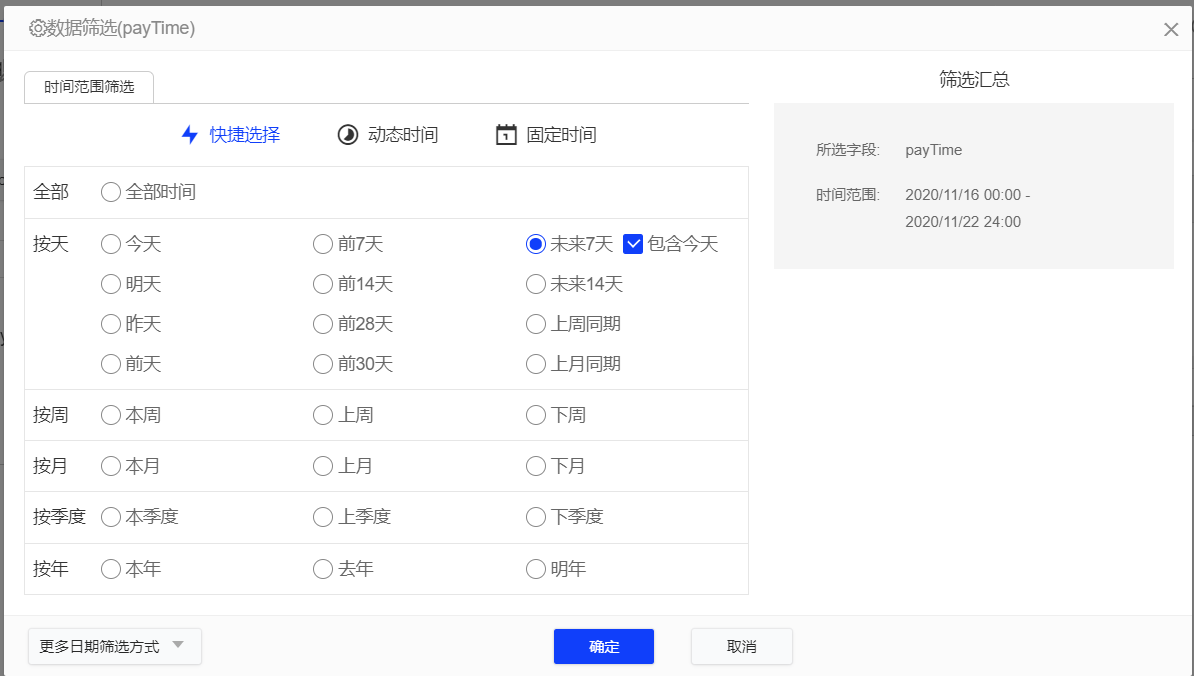 数据筛选(payTime)
时间范围筛选
快捷选择 动态时间 固定时间
全部 全部时间
按天 今天 前7天 未来7天 包含今天
明天 前14天 未来14天
昨天 前28天 上周同期
前天 前30天 上月同期
按周 本周 上周 下周
按月 本月 上月 下月
按季度 本季度 上季度 下季度
按年 本年 去年 明年
筛选汇总
所选字段: payTime
时间范围: 2020/11/16 00:00 -
2020/11/22 24:00
更多日期筛选方式 确定 取消